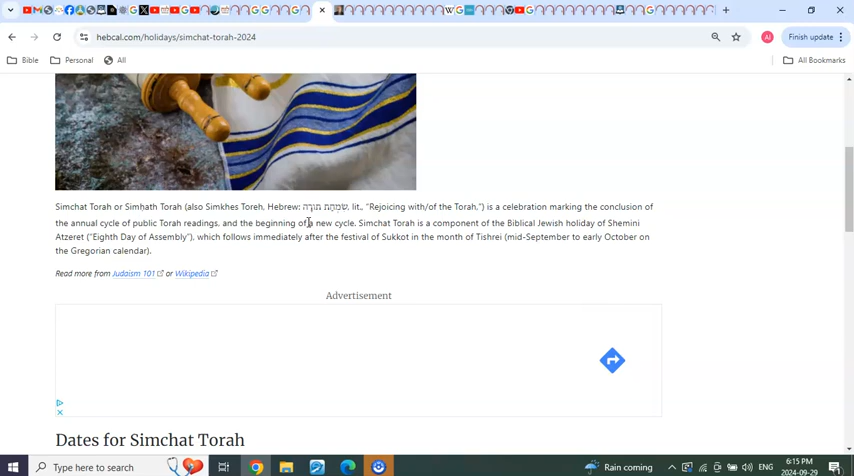 hebcal.com/holidays/simchat-torah-2024
Finish update
Bible
Personal
All
All Bookmarks
Simchat Torah or Simḥath Torah (also Simkhes Toreh, Hebrew: שִׂמְחַת תּוֹרָה, lit., “Rejoicing with/of the Torah,”) is a celebration marking the conclusion of
the annual cycle of public Torah readings, and the beginning of a new cycle. Simchat Torah is a component of the Biblical Jewish holiday of Shemini
Atzeret (“Eighth Day of Assembly”), which follows immediately after the festival of Sukkot in the month of Tishrei (mid-September to early October on
the Gregorian calendar).
Read more from Judaism 101 or Wikipedia
Advertisement
Dates for Simchat Torah
Type here to search
Rain coming
ENG
6:15 PM
2024-09-29